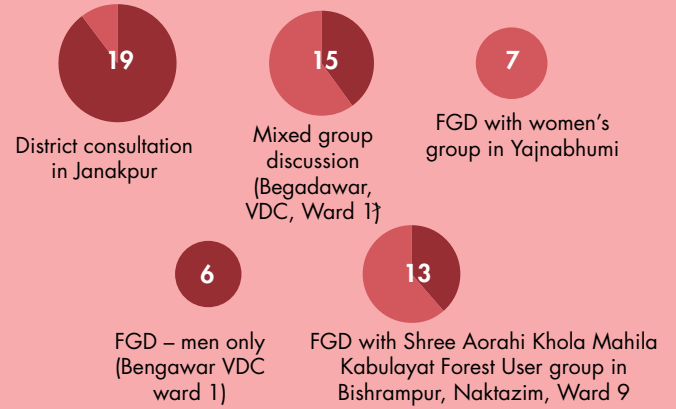 19
District consultation
in Janakpur
15
Mixed group
discussion
(Begadawar,
VDC, Ward 1)
7
FGD with women’s
group in Yajnabhumi
6
FGD – men only
(Bengawar VDC
ward 1)
13
FGD with Shree Aorahi Khola Mahila
Kabulayat Forest User group in
Bishrampur, Naktazim, Ward 9